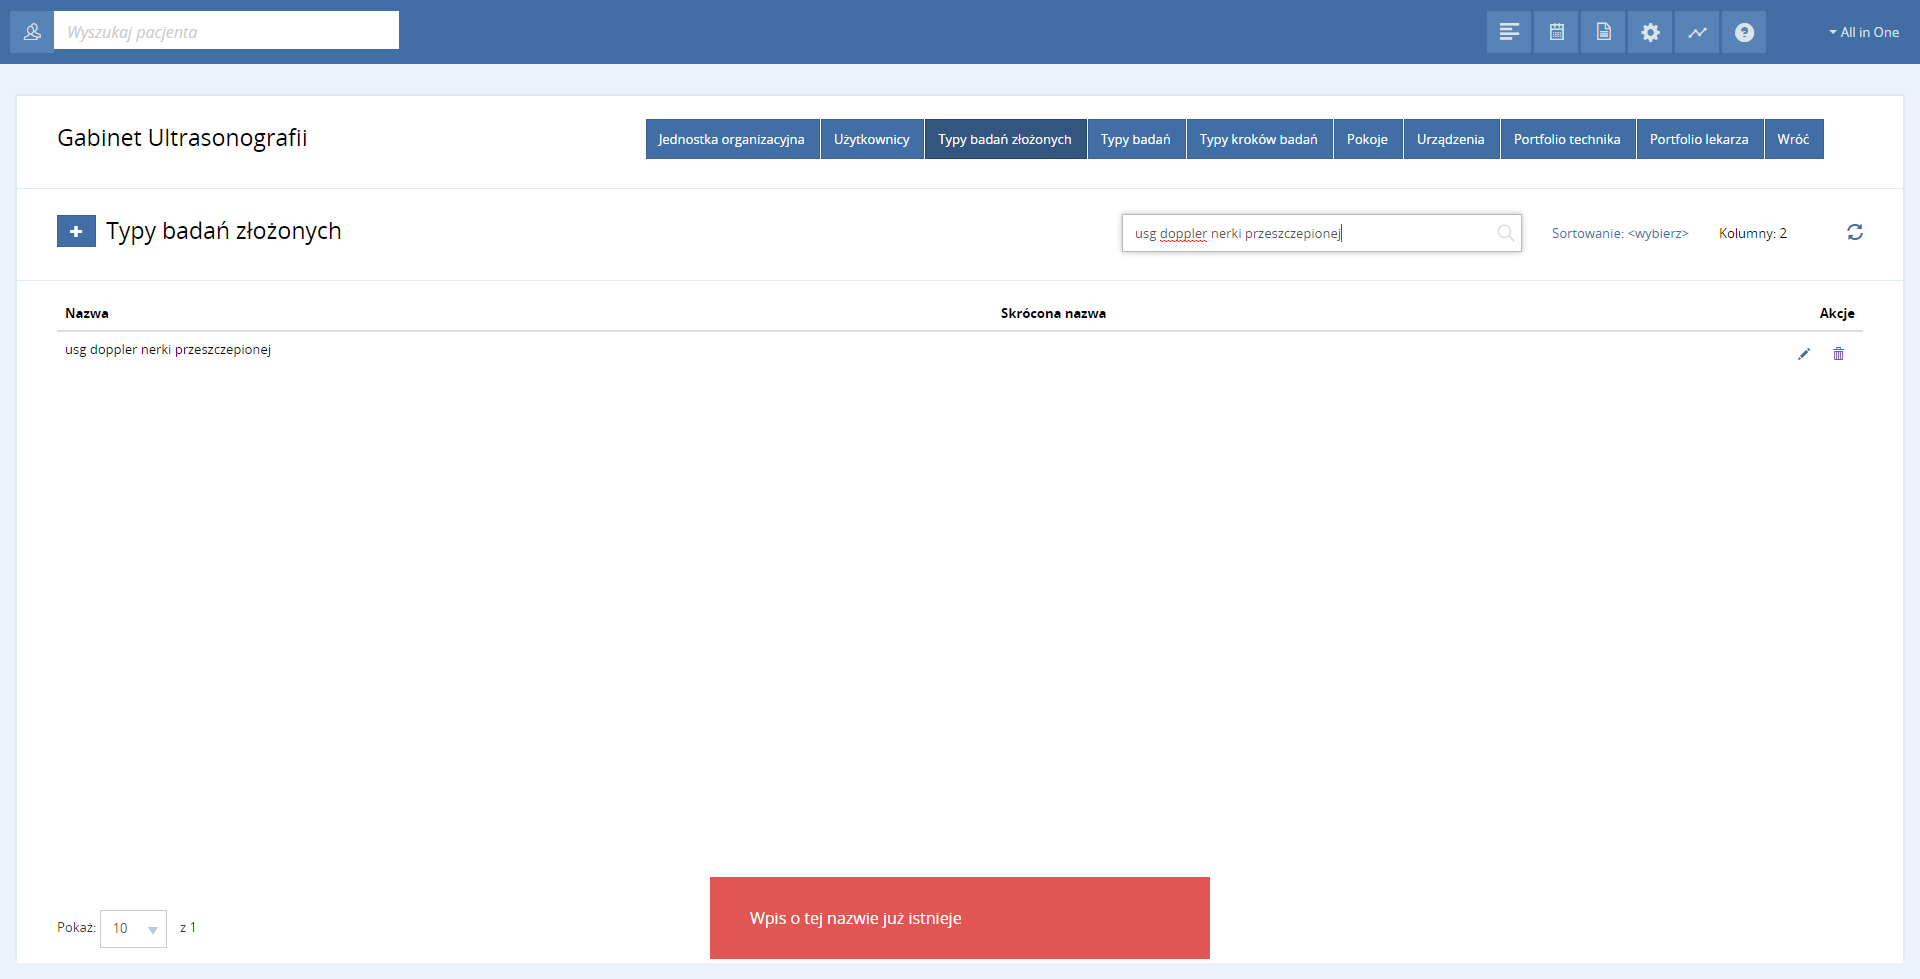 Wyszukaj pacjenta
All in One
Gabinet Ultrasonografii
Jednostka organizacyjna
Użytkownicy
Typy badań złożonych
Typy badań
Typy kroków badań
Pokoje
Urządzenia
Portfolio technika
Portfolio lekarza
Wróć
Typy badań złożonych
usg doppler nerki przeszczepionej
Sortowanie: <wybierz>
Kolumny: 2
Nazwa
Skrócona nazwa
Akcje
usg doppler nerki przeszczepionej
Pokaż: 10 z 1
Wpis o tej nazwie już istnieje